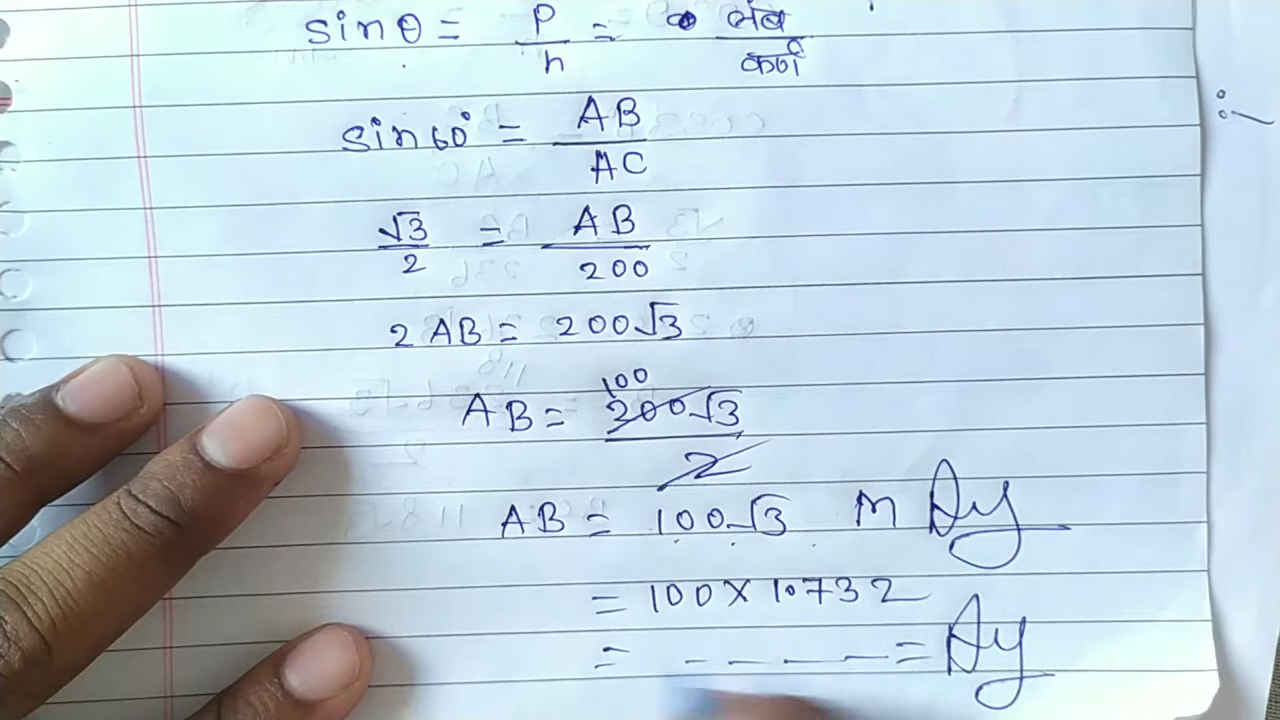 sinθ = P/h = लंब/कर्ण
sin60° = AB/AC
√3/2 = AB/200
2AB = 200√3
100
AB = 200√3/2
AB = 100√3 m Ay
= 100×1.732
= _ _ _ _ = Ay